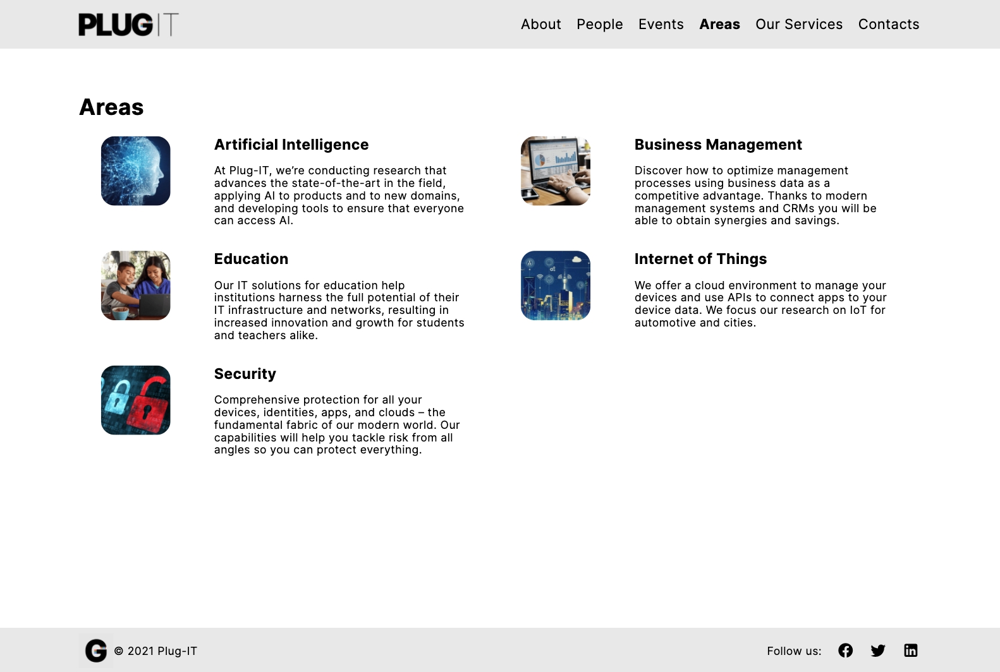 PLUGIT
About People Events Areas Our Services Contacts
Areas
Artificial Intelligence
At Plug-IT, we’re conducting research that
advances the state-of-the-art in the field,
applying AI to products and to new domains,
and developing tools to ensure that everyone
can access AI.
Business Management
Discover how to optimize management
processes using business data as a
competitive advantage. Thanks to modern
management systems and CRMs you will be
able to obtain synergies and savings.
Education
Our IT solutions for education help
institutions harness the full potential of their
IT infrastructure and networks, resulting in
increased innovation and growth for students
and teachers alike.
Internet of Things
We offer a cloud environment to manage your
devices and use APIs to connect apps to your
device data. We focus our research on IoT for
automotive and cities.
Security
Comprehensive protection for all your
devices, identities, apps, and clouds – the
fundamental fabric of our modern world. Our
capabilities will help you tackle risk from all
angles so you can protect everything.
G © 2021 Plug-IT
Follow us: